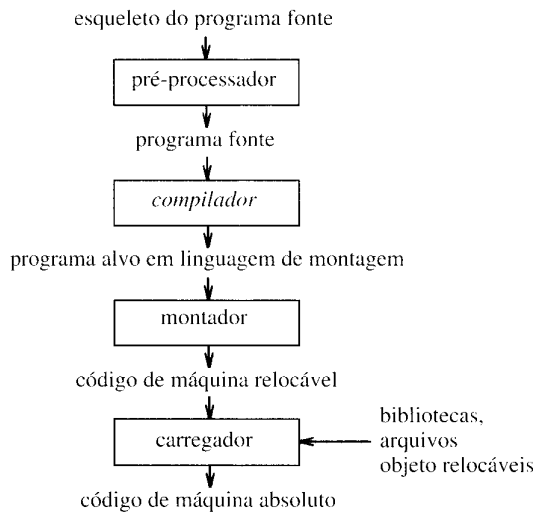 esqueleto do programa fonte
pré-processador
programa fonte
compilador
programa alvo em linguagem de montagem
montador
código de máquina relocável
carregador
bibliotecas,
arquivos
objeto relocáveis
código de máquina absoluto